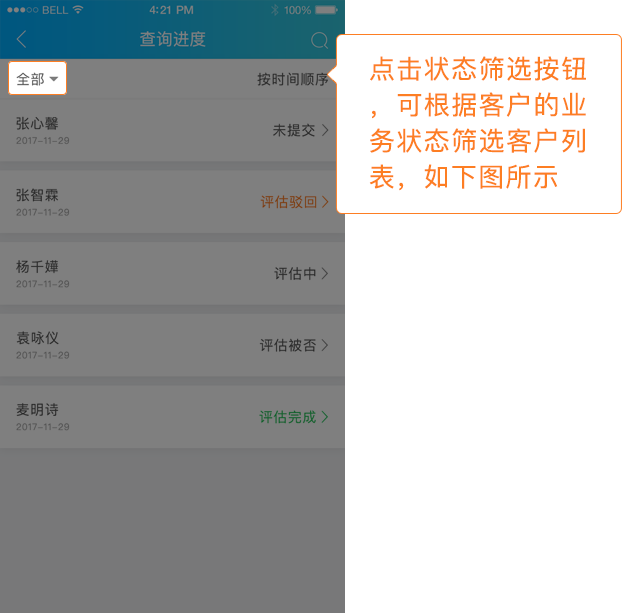 BELL 4:21 PM 100%
查询进度
全部 按时间顺序
张心馨
2017-11-29
未提交
张智霖
2017-11-29
评估驳回
杨千嬅
2017-11-29
评估中
袁咏仪
2017-11-29
评估被否
麦明诗
2017-11-29
评估完成
点击状态筛选按钮
，可根据客户的业
务状态筛选客户列
表，如下图所示